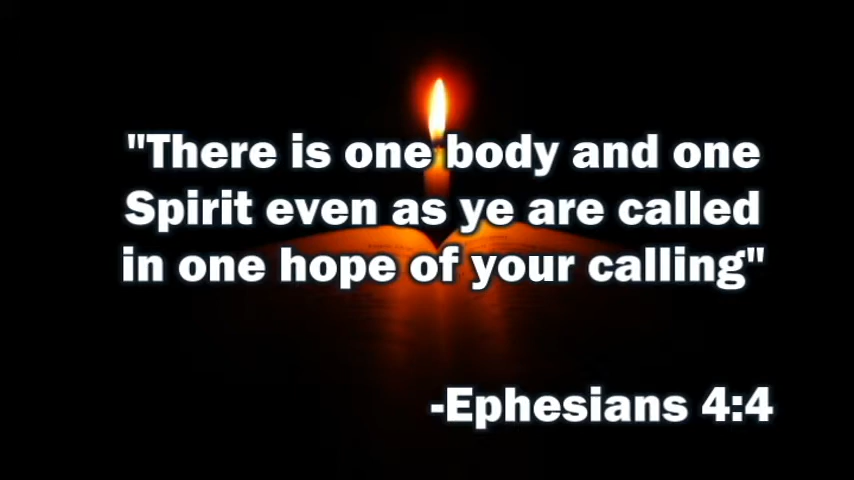 "There is one body and one
Spirit even as ye are called
in one hope of your calling"
-Ephesians 4:4